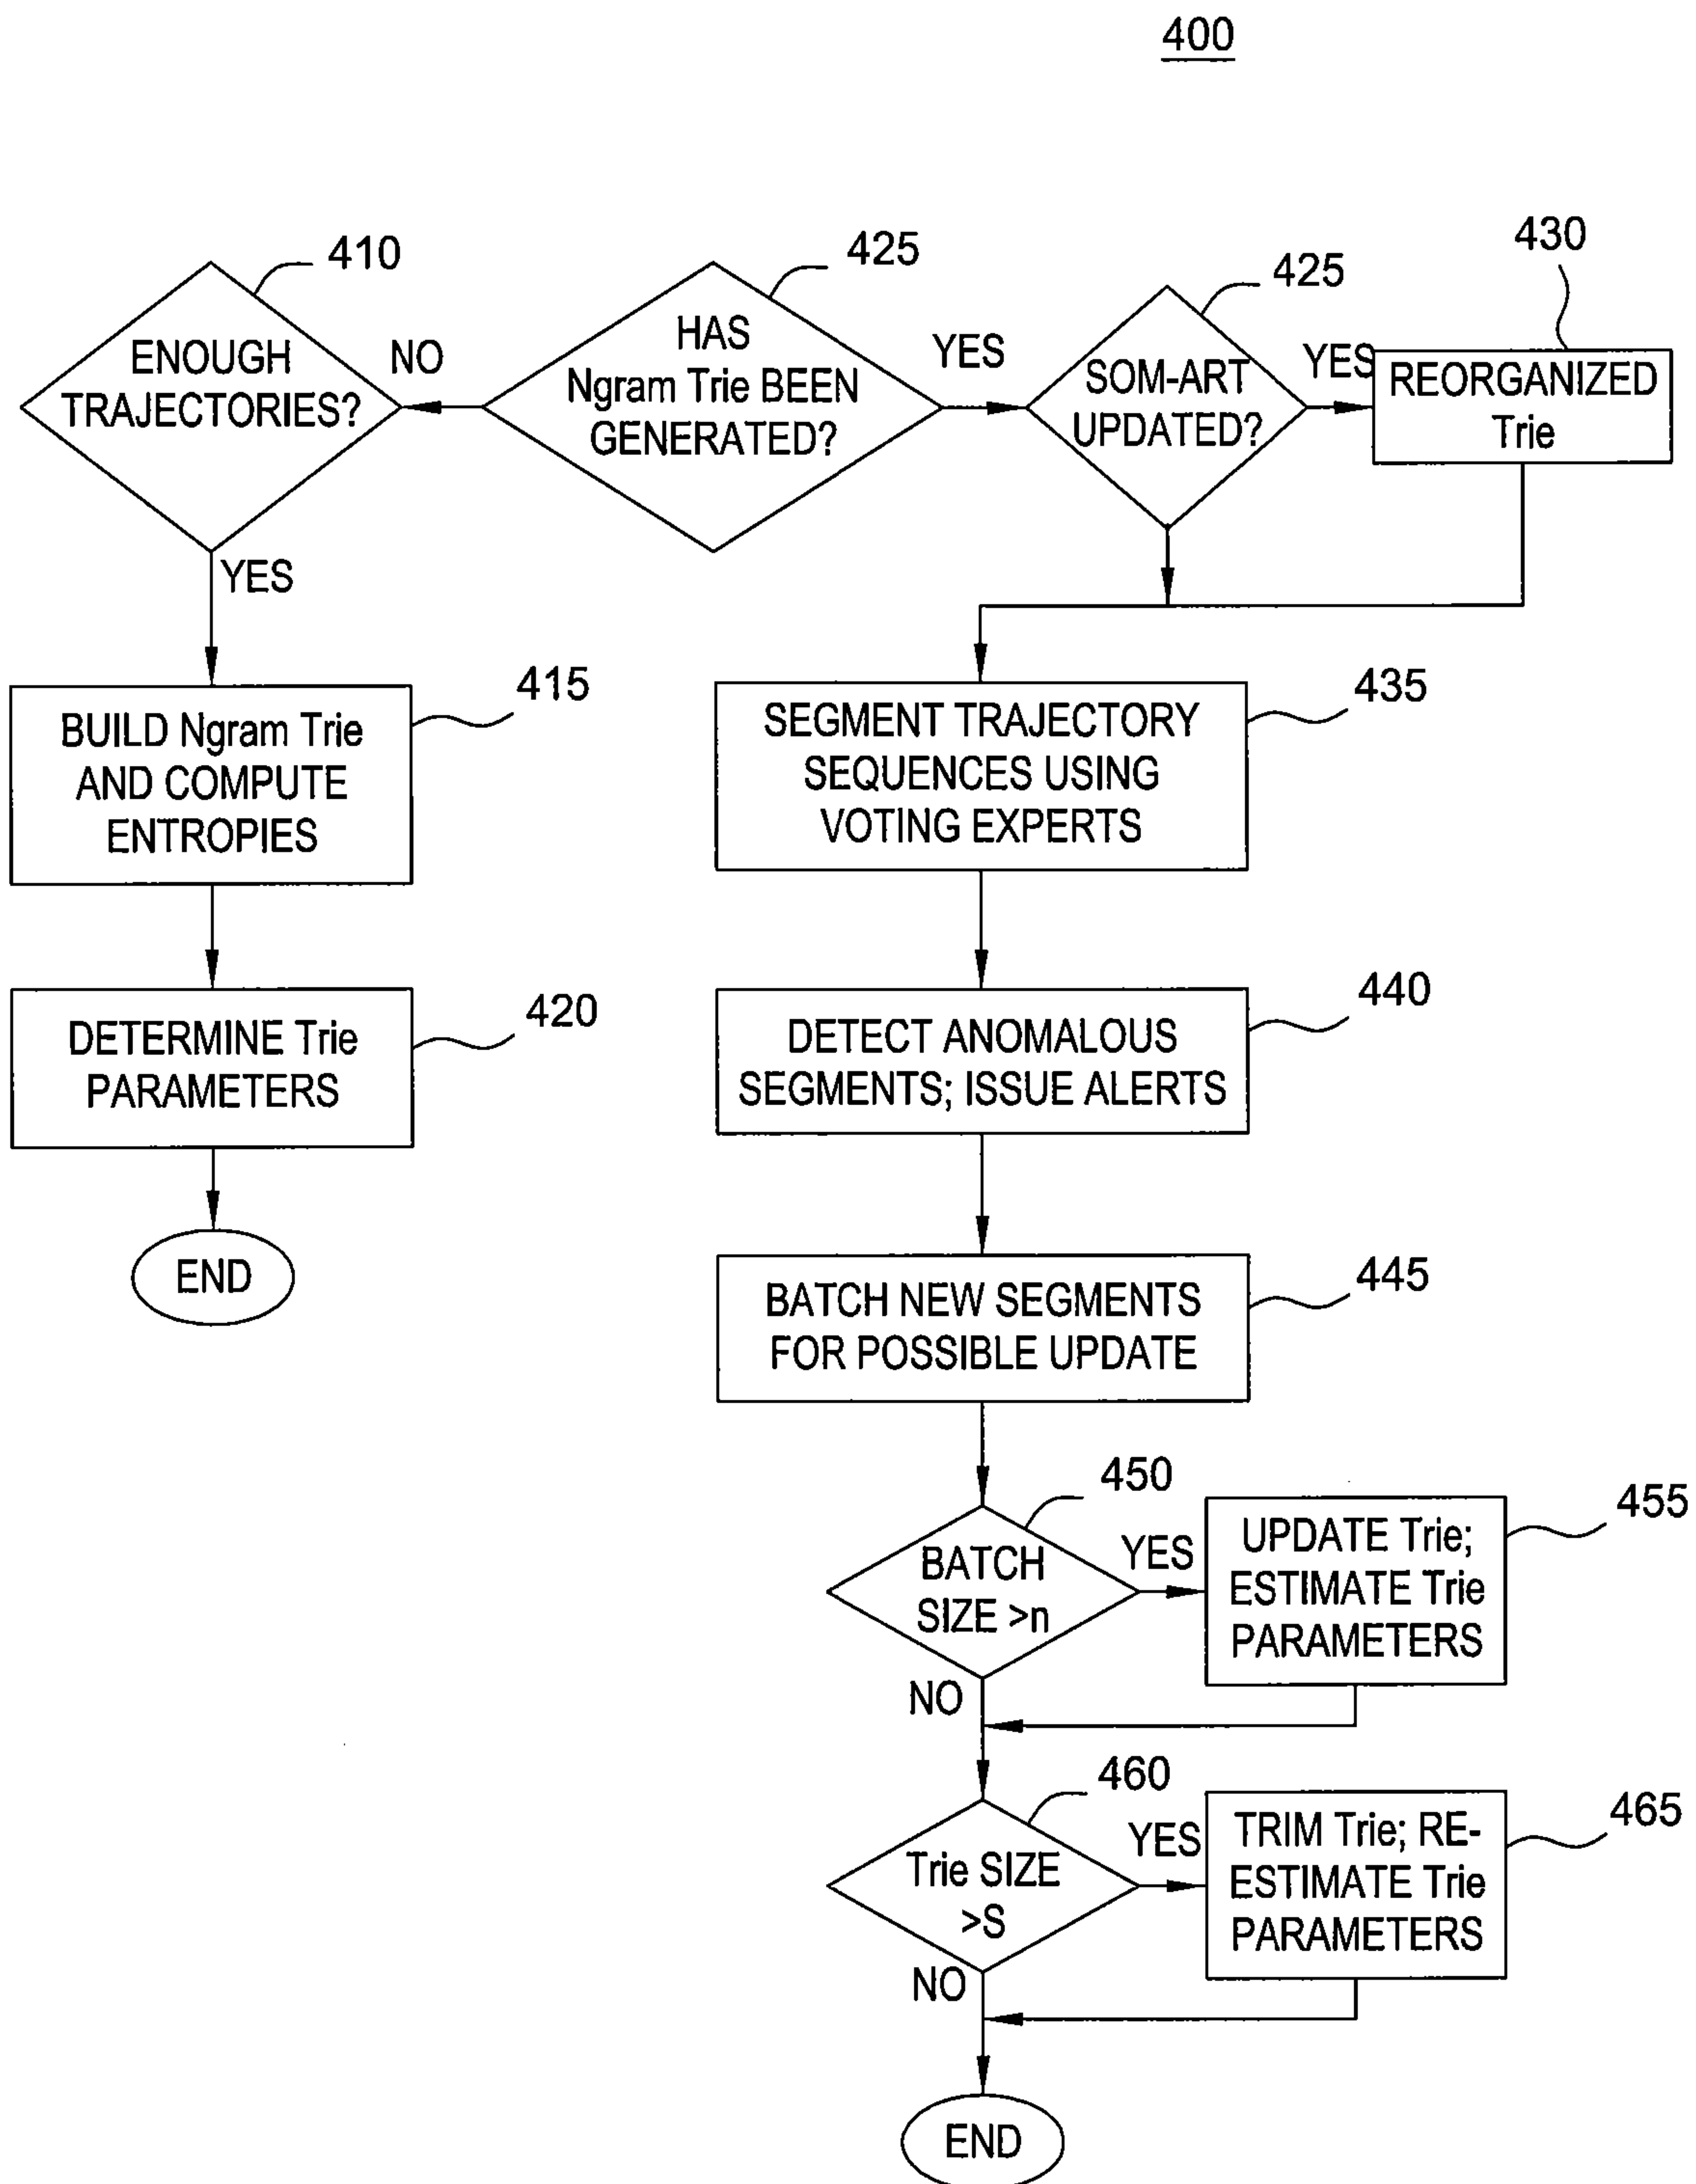 400
410
ENOUGH
TRAJECTORIES?
NO
425
HAS
Ngram Trie BEEN
GENERATED?
YES
425
SOM-ART
UPDATED?
YES
430
REORGANIZED
Trie
YES
415
BUILD Ngram Trie
AND COMPUTE
ENTROPIES
420
DETERMINE Trie
PARAMETERS
END
435
SEGMENT TRAJECTORY
SEQUENCES USING
VOTING EXPERTS
440
DETECT ANOMALOUS
SEGMENTS; ISSUE ALERTS
445
BATCH NEW SEGMENTS
FOR POSSIBLE UPDATE
450
BATCH
SIZE >n
YES
455
UPDATE Trie;
ESTIMATE Trie
PARAMETERS
NO
460
Trie SIZE
>S
YES
465
TRIM Trie; RE-
ESTIMATE Trie
PARAMETERS
NO
END